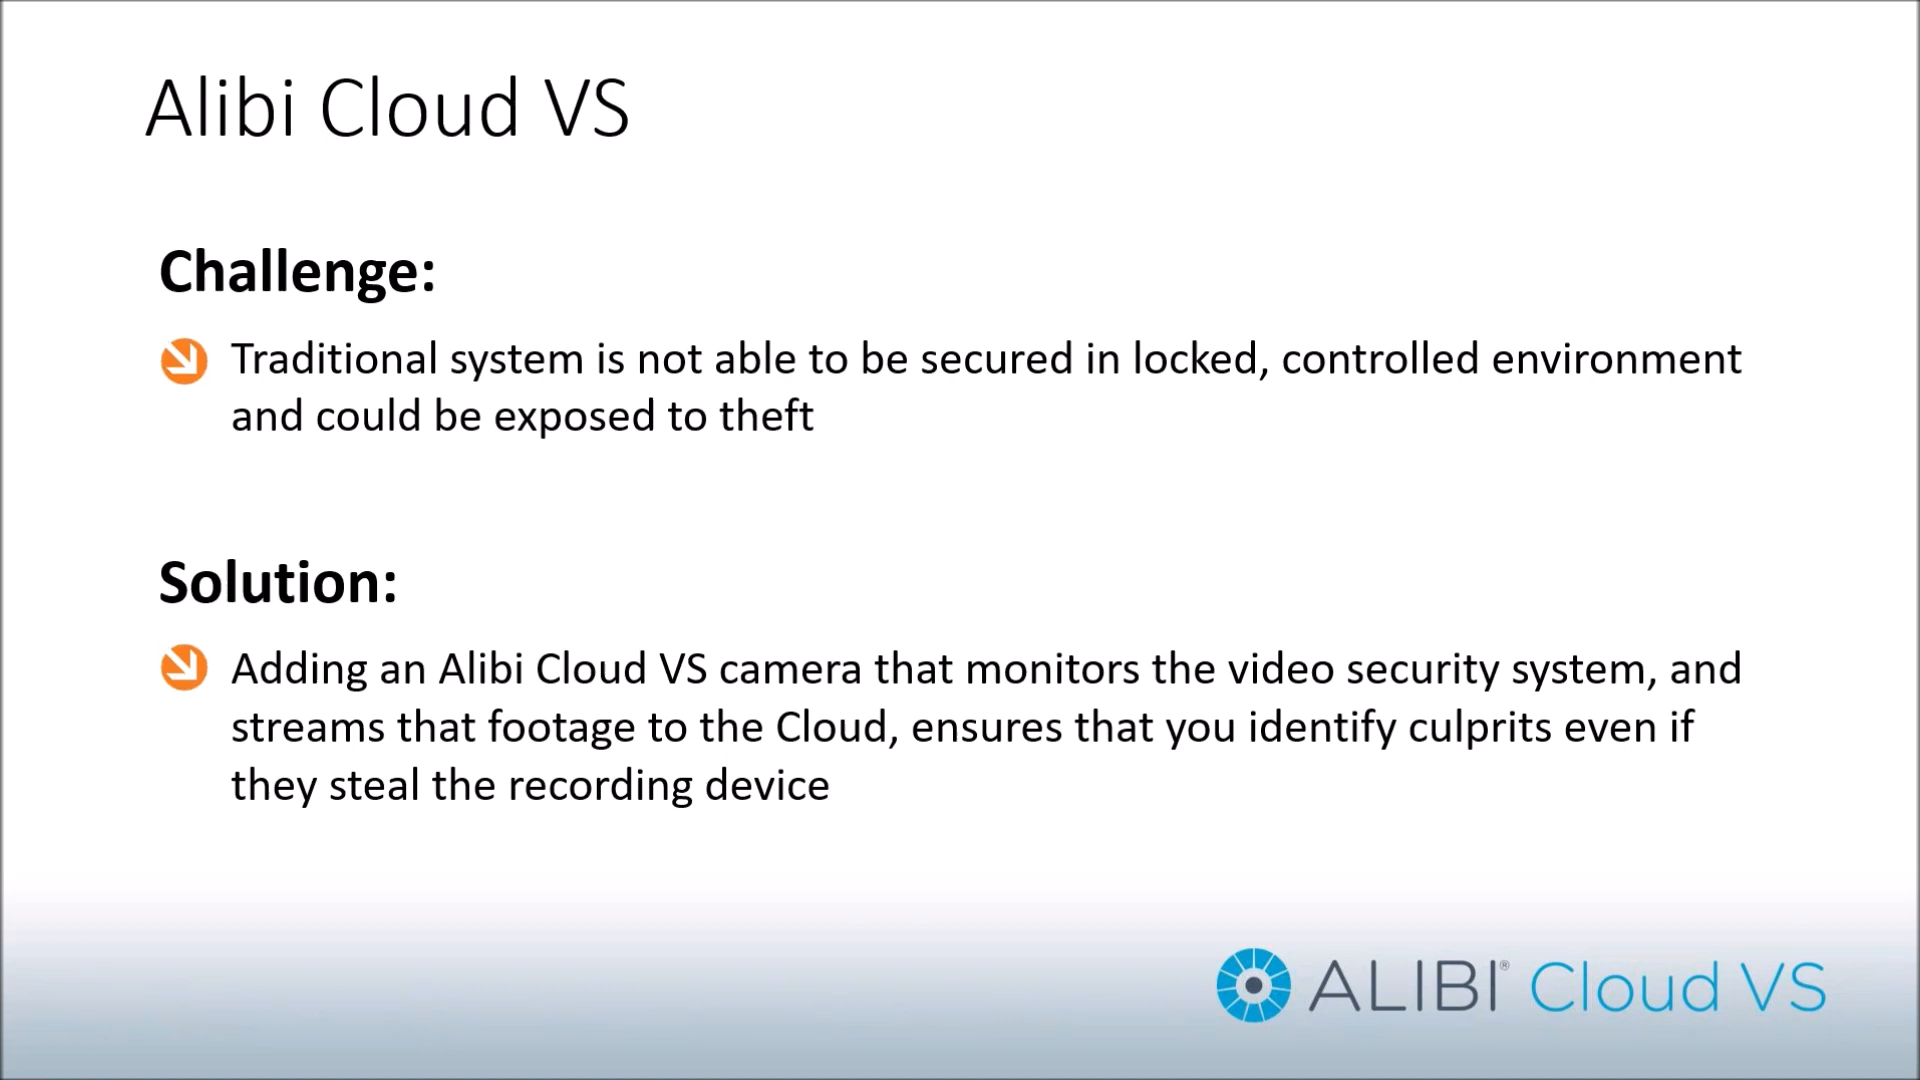 Alibi Cloud VS
Challenge:
Traditional system is not able to be secured in locked, controlled environment
and could be exposed to theft
Solution:
Adding an Alibi Cloud VS camera that monitors the video security system, and
streams that footage to the Cloud, ensures that you identify culprits even if
they steal the recording device
ALIBI® Cloud VS